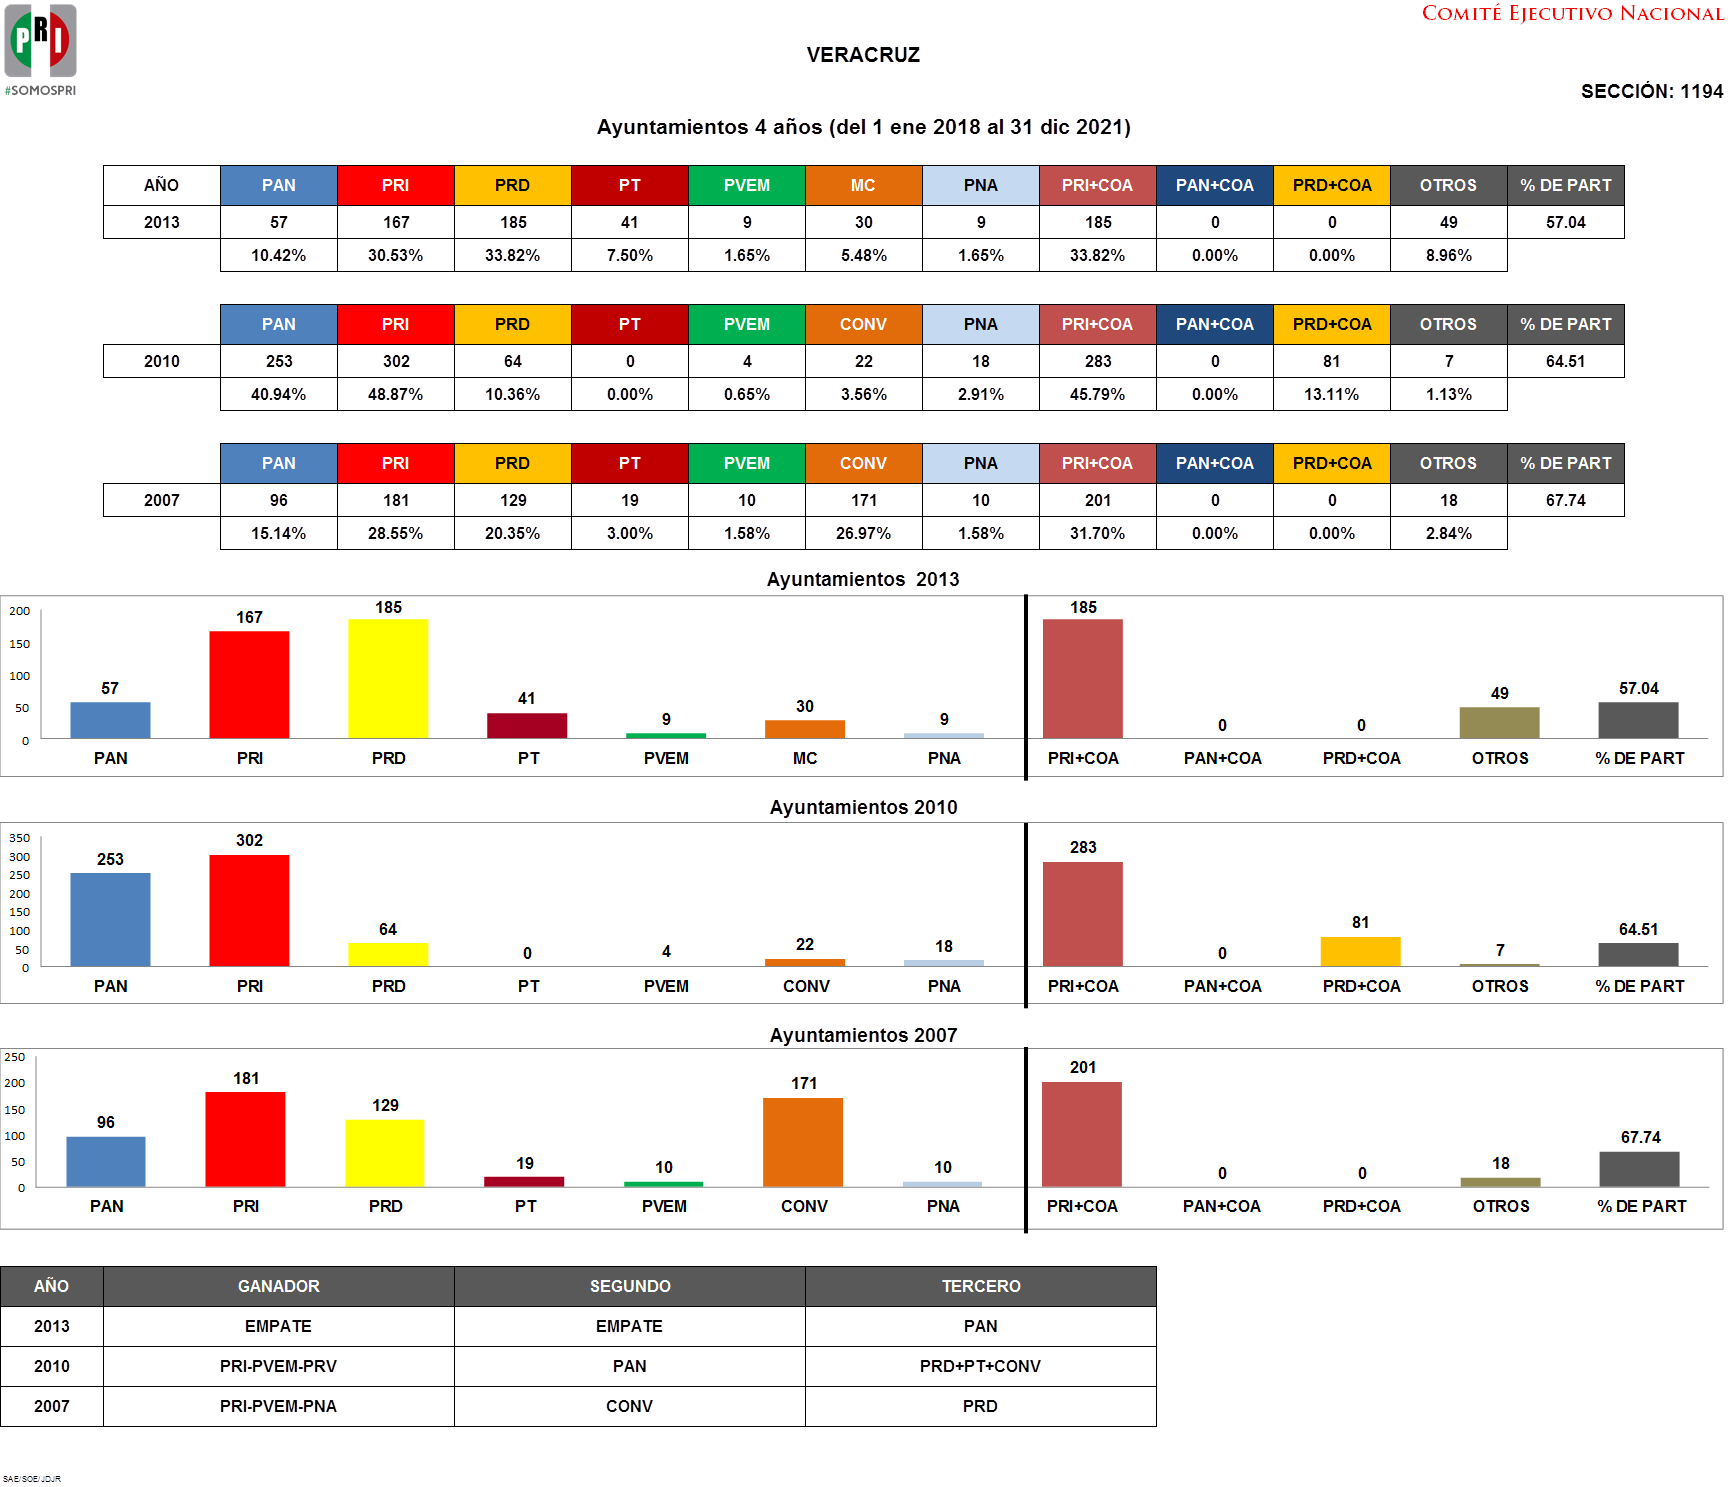 PRI
#SOMOSPRI
COMITÉ EJECUTIVO NACIONAL
VERACRUZ
SECCIÓN: 1194
Ayuntamientos 4 años (del 1 ene 2018 al 31 dic 2021)
AÑO PAN PRI PRD PT PVEM MC PNA PRI+COA PAN+COA PRD+COA OTROS % DE PART
2013 57 167 185 41 9 30 9 185 0 0 49 57.04
10.42% 30.53% 33.82% 7.50% 1.65% 5.48% 1.65% 33.82% 0.00% 0.00% 8.96%
PAN PRI PRD PT PVEM CONV PNA PRI+COA PAN+COA PRD+COA OTROS % DE PART
2010 253 302 64 0 4 22 18 283 0 81 7 64.51
40.94% 48.87% 10.36% 0.00% 0.65% 3.56% 2.91% 45.79% 0.00% 13.11% 1.13%
PAN PRI PRD PT PVEM CONV PNA PRI+COA PAN+COA PRD+COA OTROS % DE PART
2007 96 181 129 19 10 171 10 201 0 0 18 67.74
15.14% 28.55% 20.35% 3.00% 1.58% 26.97% 1.58% 31.70% 0.00% 0.00% 2.84%
Ayuntamientos 2013
200
150
100
50
0
57 167 185 41 9 30 9 185 0 0 49 57.04
PAN PRI PRD PT PVEM MC PNA PRI+COA PAN+COA PRD+COA OTROS % DE PART
Ayuntamientos 2010
350
300
250
200
150
100
50
0
253 302 64 0 4 22 18 283 0 81 7 64.51
PAN PRI PRD PT PVEM CONV PNA PRI+COA PAN+COA PRD+COA OTROS % DE PART
Ayuntamientos 2007
250
200
150
100
50
0
96 181 129 19 10 171 10 201 0 0 18 67.74
PAN PRI PRD PT PVEM CONV PNA PRI+COA PAN+COA PRD+COA OTROS % DE PART
AÑO GANADOR SEGUNDO TERCERO
2013 EMPATE EMPATE PAN
2010 PRI-PVEM-PRV PAN PRD+PT+CONV
2007 PRI-PVEM-PNA CONV PRD
SAE/SOE/JDJR